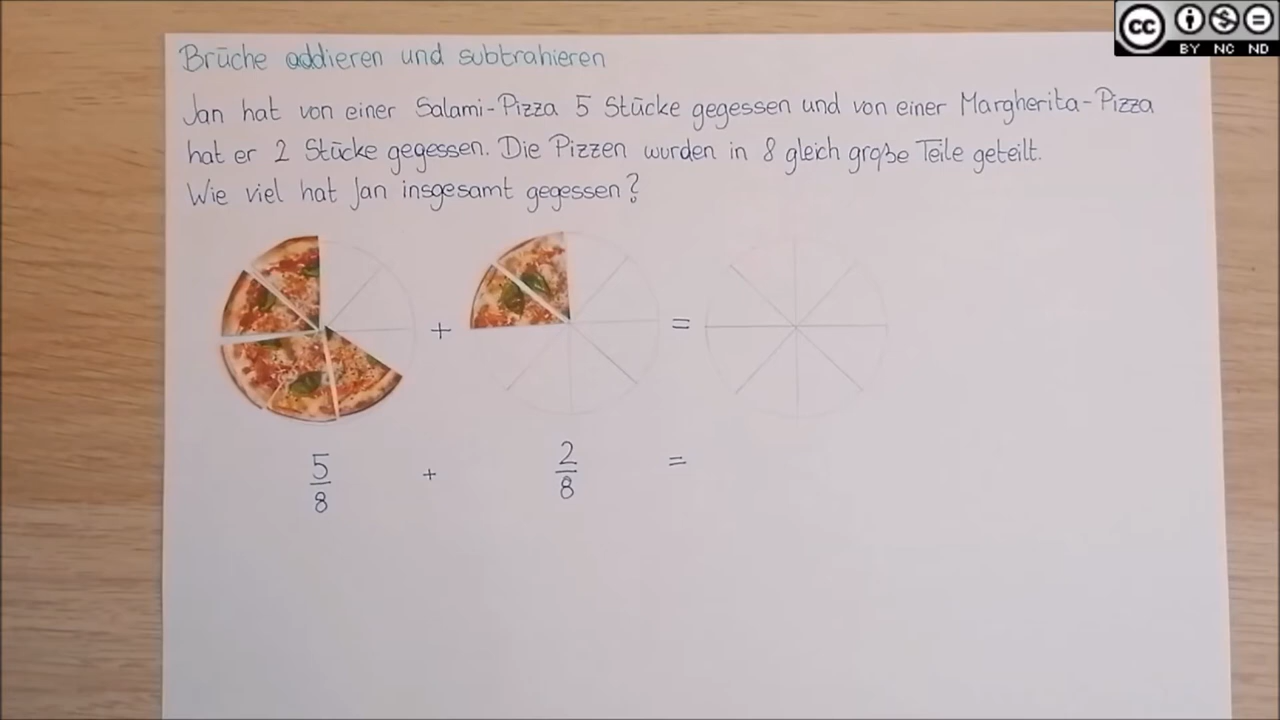 Brüche addieren und subtrahieren
Jan hat von einer Salami-Pizza 5 Stücke gegessen und von einer Margherita-Pizza
hat er 2 Stücke gegessen. Die Pizzen wurden in 8 gleich große Teile geteilt.
Wie viel hat Jan insgesamt gegessen?
+ =
5/8 + 2/8 =
cc
BY NC ND